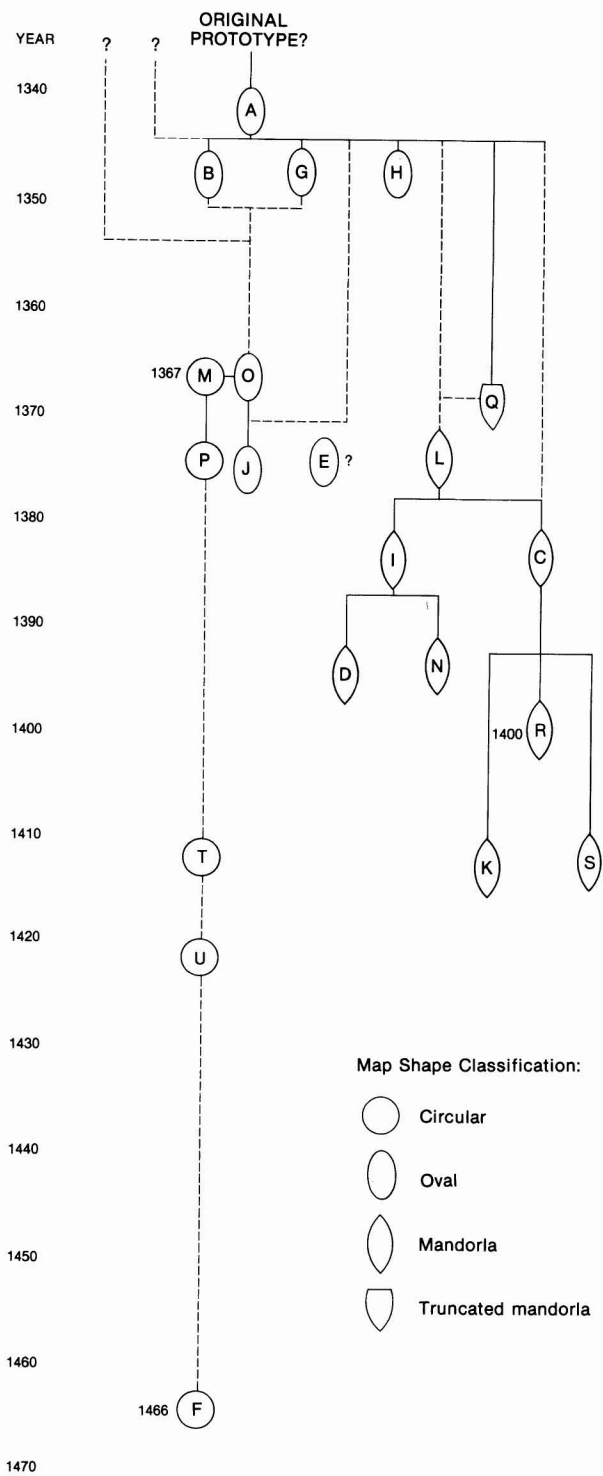 ORIGINAL
YEAR ? ? PROTOTYPE?
1340
A
B G H
1350
1360
1367 M O
Q
1370
P J E ? L
1380
I C
1390
D N
1400
1400 R
1410
T K S
1420
U
1430
Map Shape Classification:
Circular
1440
Oval
1450
Mandorla
Truncated mandorla
1460
1466 F
1470